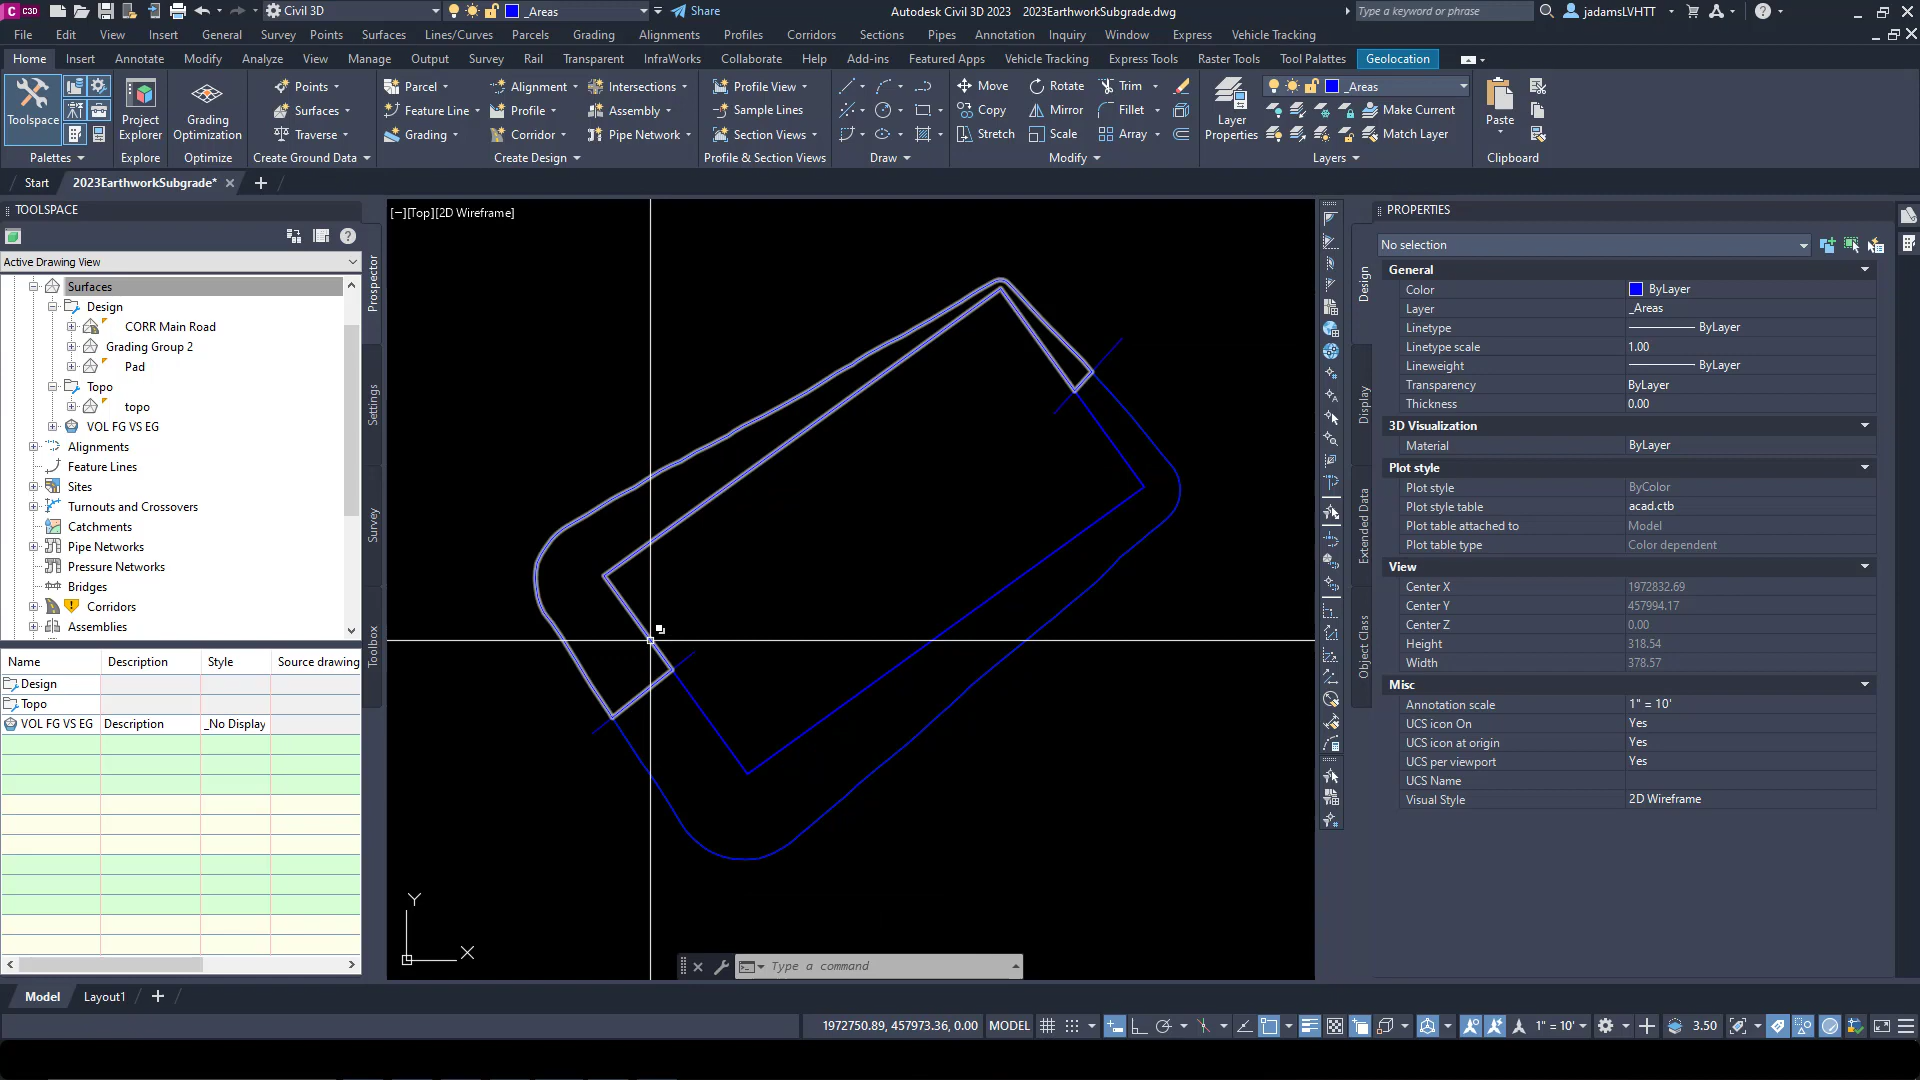 C C3D Civil 3D _Areas Share Autodesk Civil 3D 2023 2023EarthworkSubgrade.dwg Type a keyword or phrase jadamsLVHTT
File Edit View Insert General Survey Points Surfaces Lines/Curves Parcels Grading Alignments Profiles Corridors Sections Pipes Annotation Inquiry Window Express Vehicle Tracking
Home Insert Annotate Modify Analyze View Manage Output Survey Rail Transparent InfraWorks Collaborate Help Add-ins Featured Apps Vehicle Tracking Express Tools Raster Tools Tool Palettes Geolocation
Points Parcel Alignment Intersections Profile View Move Rotate Trim _Areas
Toolspace Project Explorer Grading Optimization Surfaces Feature Line Profile Assembly Sample Lines Copy Mirror Fillet Layer Properties Make Current Paste
Traverse Grading Corridor Pipe Network Section Views Stretch Scale Array Match Layer
Palettes Explore Optimize Create Ground Data Create Design Profile & Section Views Draw Modify Layers Clipboard
Start 2023EarthworkSubgrade*
TOOLSPACE
Active Drawing View
Surfaces
Design
CORR Main Road
Grading Group 2
Pad
Topo
topo
VOL FG VS EG
Alignments
Feature Lines
Sites
Turnouts and Crossovers
Catchments
Pipe Networks
Pressure Networks
Bridges
Corridors
Assemblies
Prospector
Settings
Survey
Toolbox
Name Description Style Source drawing
Design
Topo
VOL FG VS EG Description _No Display
[−][Top][2D Wireframe]
Y
X
Type a command
PROPERTIES
No selection
Design
Display
Extended Data
Object Class
General
Color ByLayer
Layer _Areas
Linetype ByLayer
Linetype scale 1.00
Lineweight ByLayer
Transparency ByLayer
Thickness 0.00
3D Visualization
Material ByLayer
Plot style
Plot style ByColor
Plot style table acad.ctb
Plot table attached to Model
Plot table type Color dependent
View
Center X 1972832.69
Center Y 457994.17
Center Z 0.00
Height 318.54
Width 378.57
Misc
Annotation scale 1" = 10'
UCS icon On Yes
UCS icon at origin Yes
UCS per viewport Yes
UCS Name
Visual Style 2D Wireframe
Model Layout1
1972750.89, 457973.36, 0.00 MODEL 1" = 10' 3.50